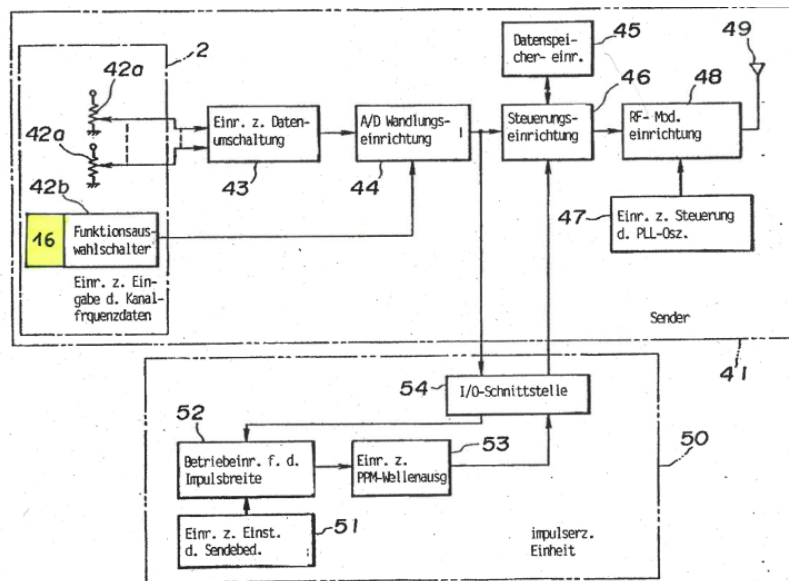 2
42a
42a
42b
16
Funktionsaus-
wahlschalter
Einr. z. Ein-
gabe d. Kanal-
frquenzdaten
Einr. z. Daten-
umschaltung
43
A/D Wandlungs-
einrichtung
44
Datenspei-
cher- einr.
45
Steuerungs-
einrichtung
46
RF- Mod.
einrichtung
48
49
47
Einr. z. Steuerung
d. PLL-Osz.
Sender
41
54
I/O-Schnittstelle
52
Betriebeinr. f. d.
Impulsbreite
53
Einr. z.
PPM-Wellenausg
50
Einr. z. Einst.
d. Sendebed.
51
impulserz.
Einheit